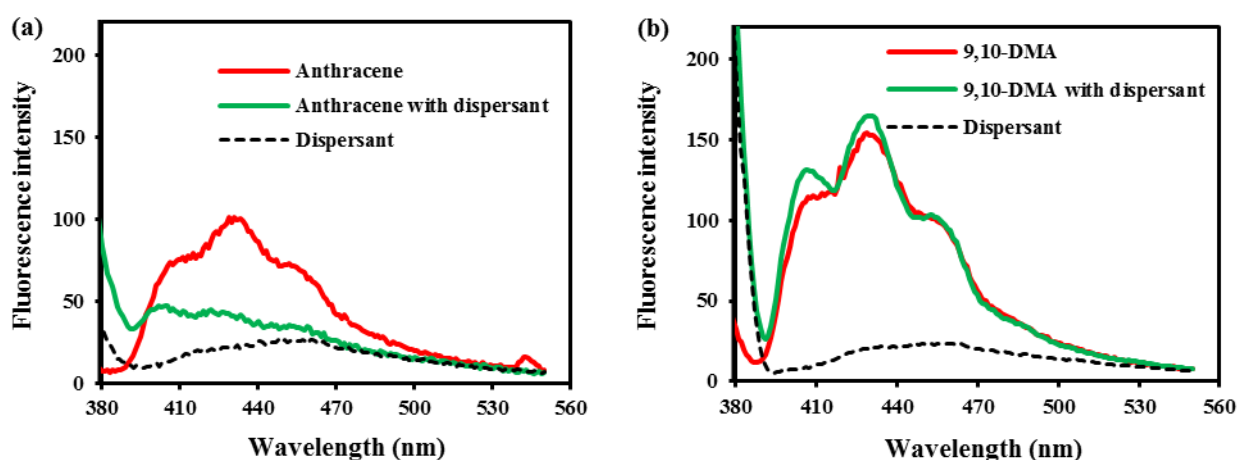 (a)
200
150
100
50
0
Fluorescence intensity
Anthracene
Anthracene with dispersant
Dispersant
380 410 440 470 500 530 560
Wavelength (nm)
(b)
200
150
100
50
0
Fluorescence intensity
9,10-DMA
9,10-DMA with dispersant
Dispersant
380 410 440 470 500 530 560
Wavelength (nm)